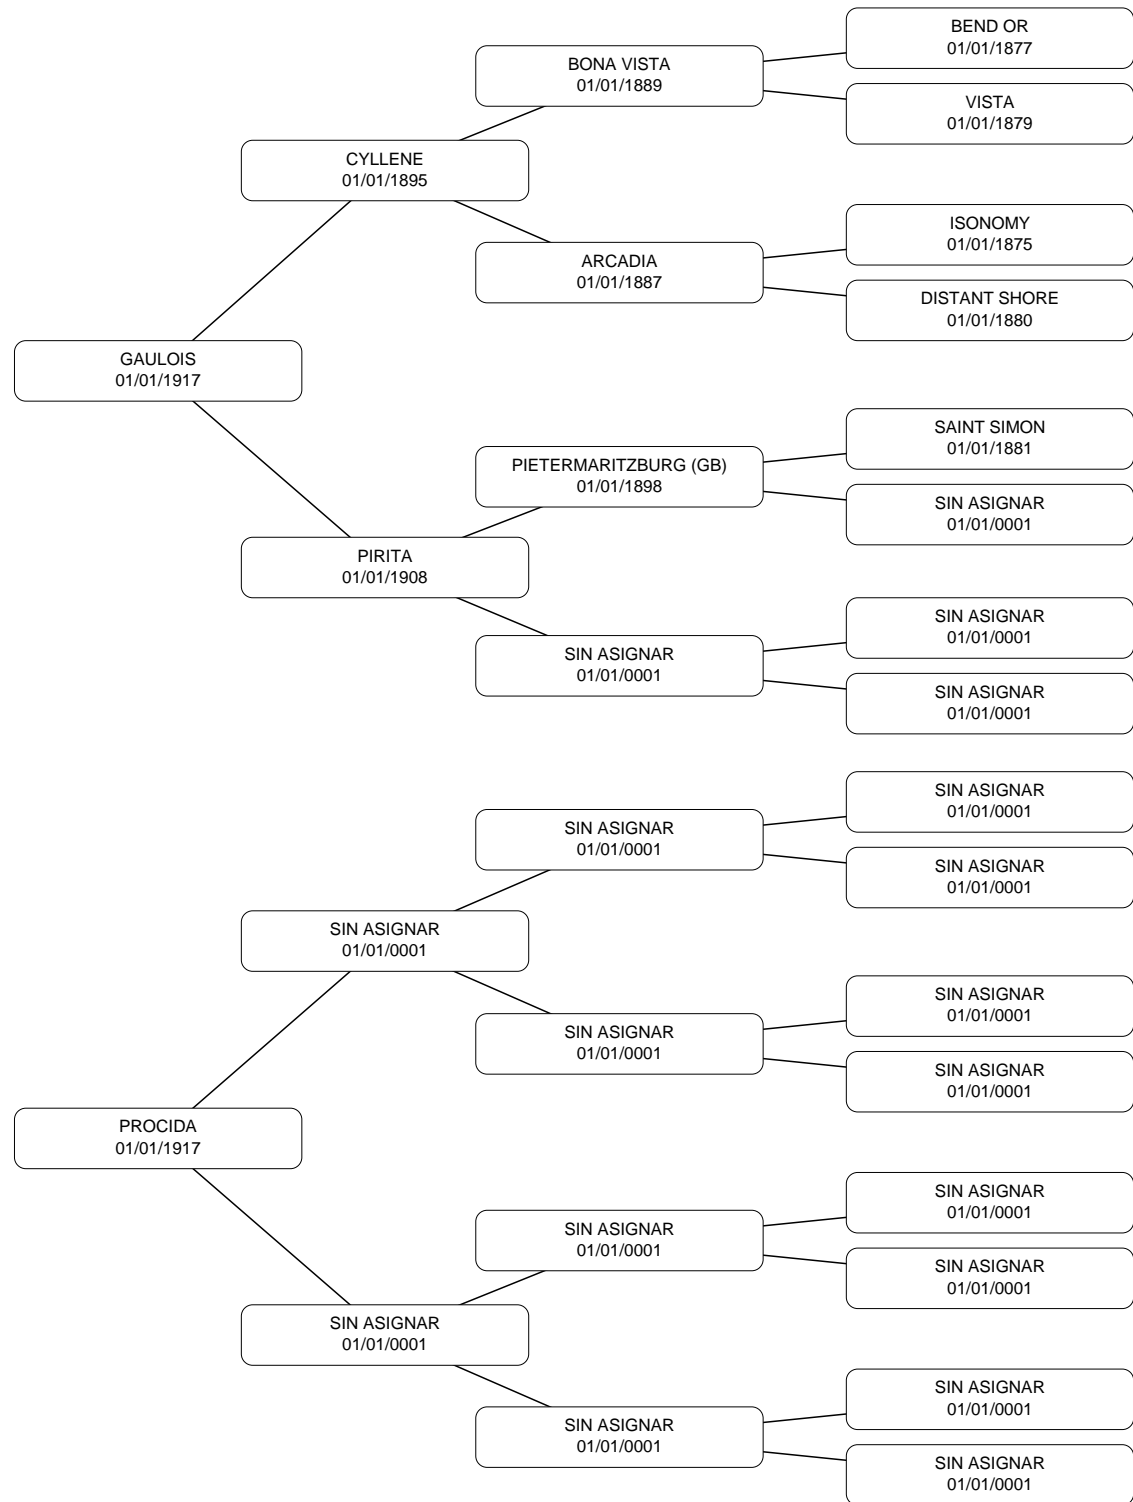 BEND OR
01/01/1877
BONA VISTA
01/01/1889
VISTA
01/01/1879
CYLLENE
01/01/1895
ISONOMY
01/01/1875
ARCADIA
01/01/1887
DISTANT SHORE
01/01/1880
GAULOIS
01/01/1917
SAINT SIMON
01/01/1881
PIETERMARITZBURG (GB)
01/01/1898
SIN ASIGNAR
01/01/0001
PIRITA
01/01/1908
SIN ASIGNAR
01/01/0001
SIN ASIGNAR
01/01/0001
SIN ASIGNAR
01/01/0001
SIN ASIGNAR
01/01/0001
SIN ASIGNAR
01/01/0001
SIN ASIGNAR
01/01/0001
SIN ASIGNAR
01/01/0001
SIN ASIGNAR
01/01/0001
SIN ASIGNAR
01/01/0001
SIN ASIGNAR
01/01/0001
PROCIDA
01/01/1917
SIN ASIGNAR
01/01/0001
SIN ASIGNAR
01/01/0001
SIN ASIGNAR
01/01/0001
SIN ASIGNAR
01/01/0001
SIN ASIGNAR
01/01/0001
SIN ASIGNAR
01/01/0001
SIN ASIGNAR
01/01/0001